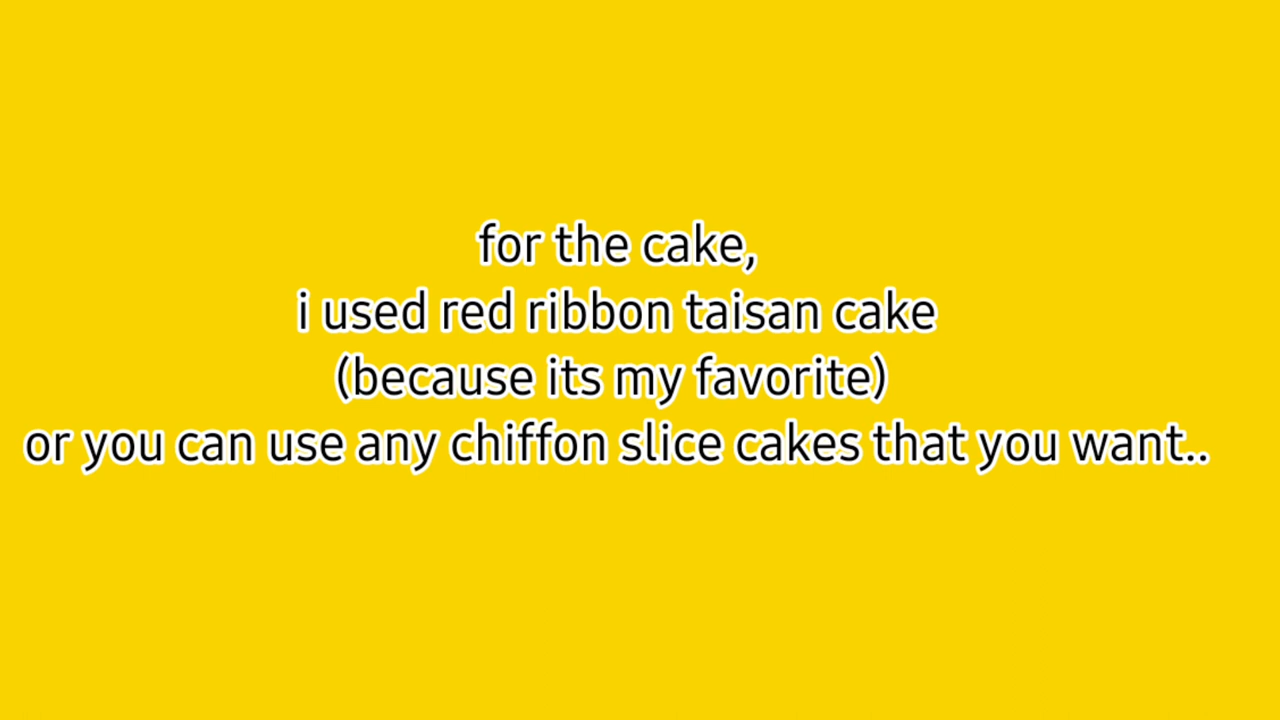 for the cake,
i used red ribbon taisan cake
(because its my favorite)
or you can use any chiffon slice cakes that you want..